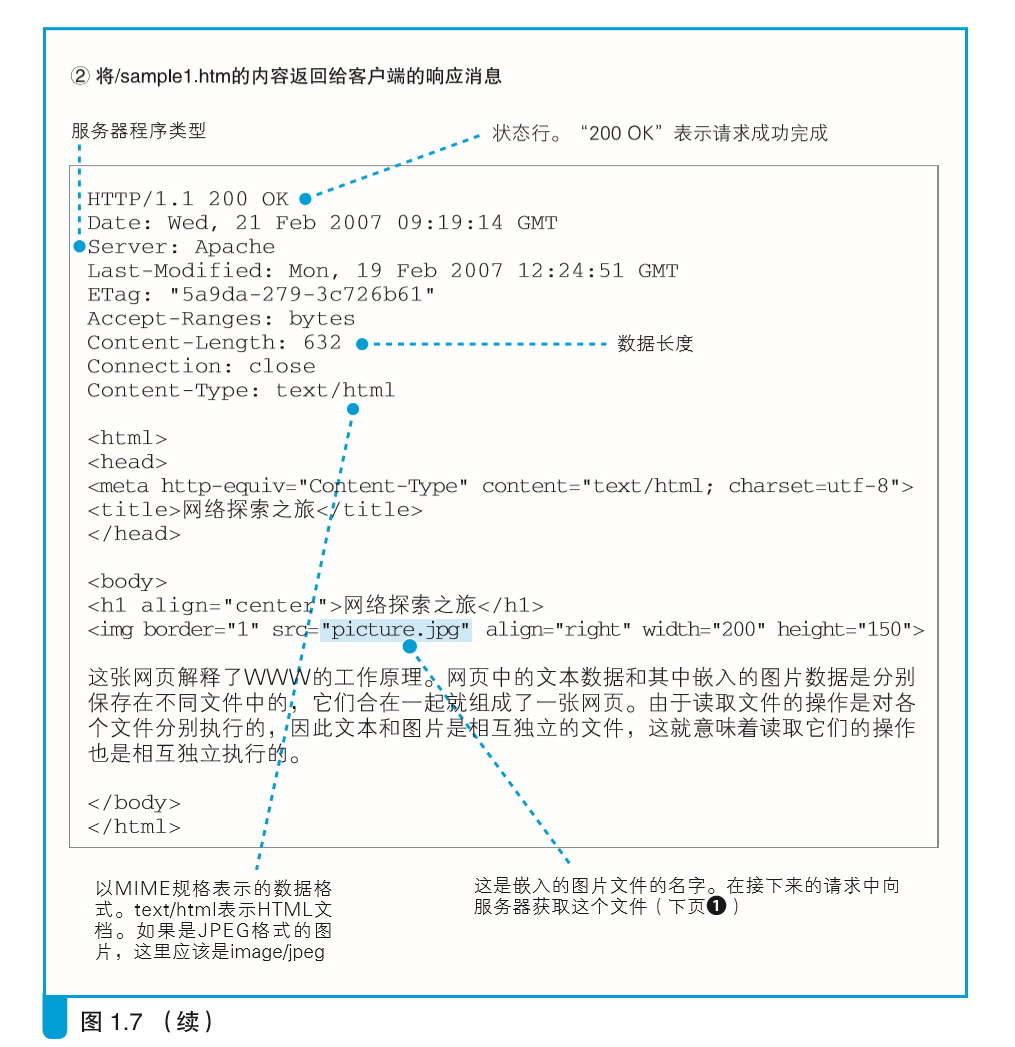 ② 将/sample1.htm的内容返回给客户端的响应消息
服务器程序类型
状态行。“200 OK”表示请求成功完成
HTTP/1.1 200 OK
Date: Wed, 21 Feb 2007 09:19:14 GMT
Server: Apache
Last-Modified: Mon, 19 Feb 2007 12:24:51 GMT
ETag: "5a9da-279-3c726b61"
Accept-Ranges: bytes
Content-Length: 632
数据长度
Connection: close
Content-Type: text/html
<html>
<head>
<meta http-equiv="Content-Type" content="text/html; charset=utf-8">
<title>网络探索之旅</title>
</head>
<body>
<h1 align="center">网络探索之旅</h1>
<img border="1" src="picture.jpg" align="right" width="200" height="150">
这张网页解释了WWW的工作原理。网页中的文本数据和其中嵌入的图片数据是分别
保存在不同文件中的，它们合在一起就组成了一张网页。由于读取文件的操作是对各
个文件分别执行的，因此文本和图片是相互独立的文件，这就意味着读取它们的操作
也是相互独立执行的。
</body>
</html>
以MIME规格表示的数据格
式。text/html表示HTML文
档。如果是JPEG格式的图
片，这里应该是image/jpeg
这是嵌入的图片文件的名字。在接下来的请求中向
服务器获取这个文件（下页❶）
图 1.7 （续）